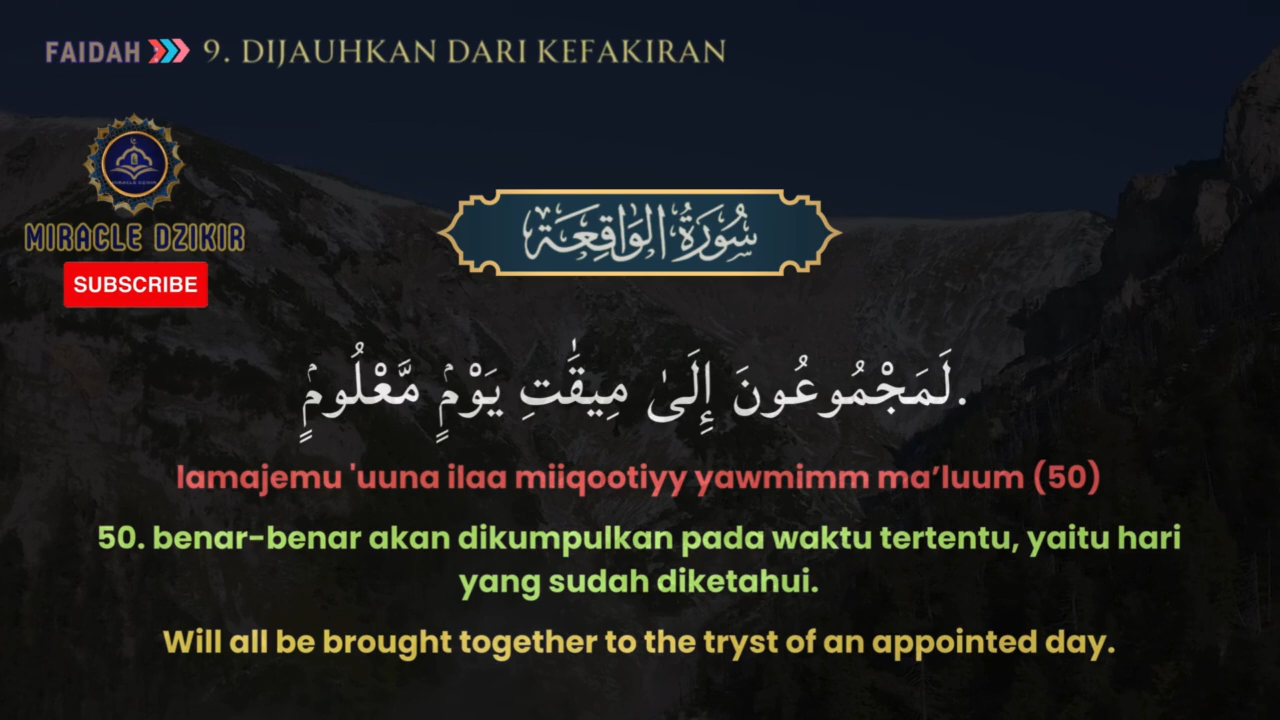 FAIDAH 9. DIJAUHKAN DARI KEFAKIRAN
MIRACLE DZIKIR
SUBSCRIBE
سُورَةُ الوَاقِعَة
لَمَجْمُوعُونَ إِلَىٰ مِيقَٰتِ يَوْمٍۢ مَّعْلُومٍۢ.
lamajemu 'uuna ilaa miiqootiyy yawmimm ma’luum (50)
50. benar-benar akan dikumpulkan pada waktu tertentu, yaitu hari
yang sudah diketahui.
Will all be brought together to the tryst of an appointed day.